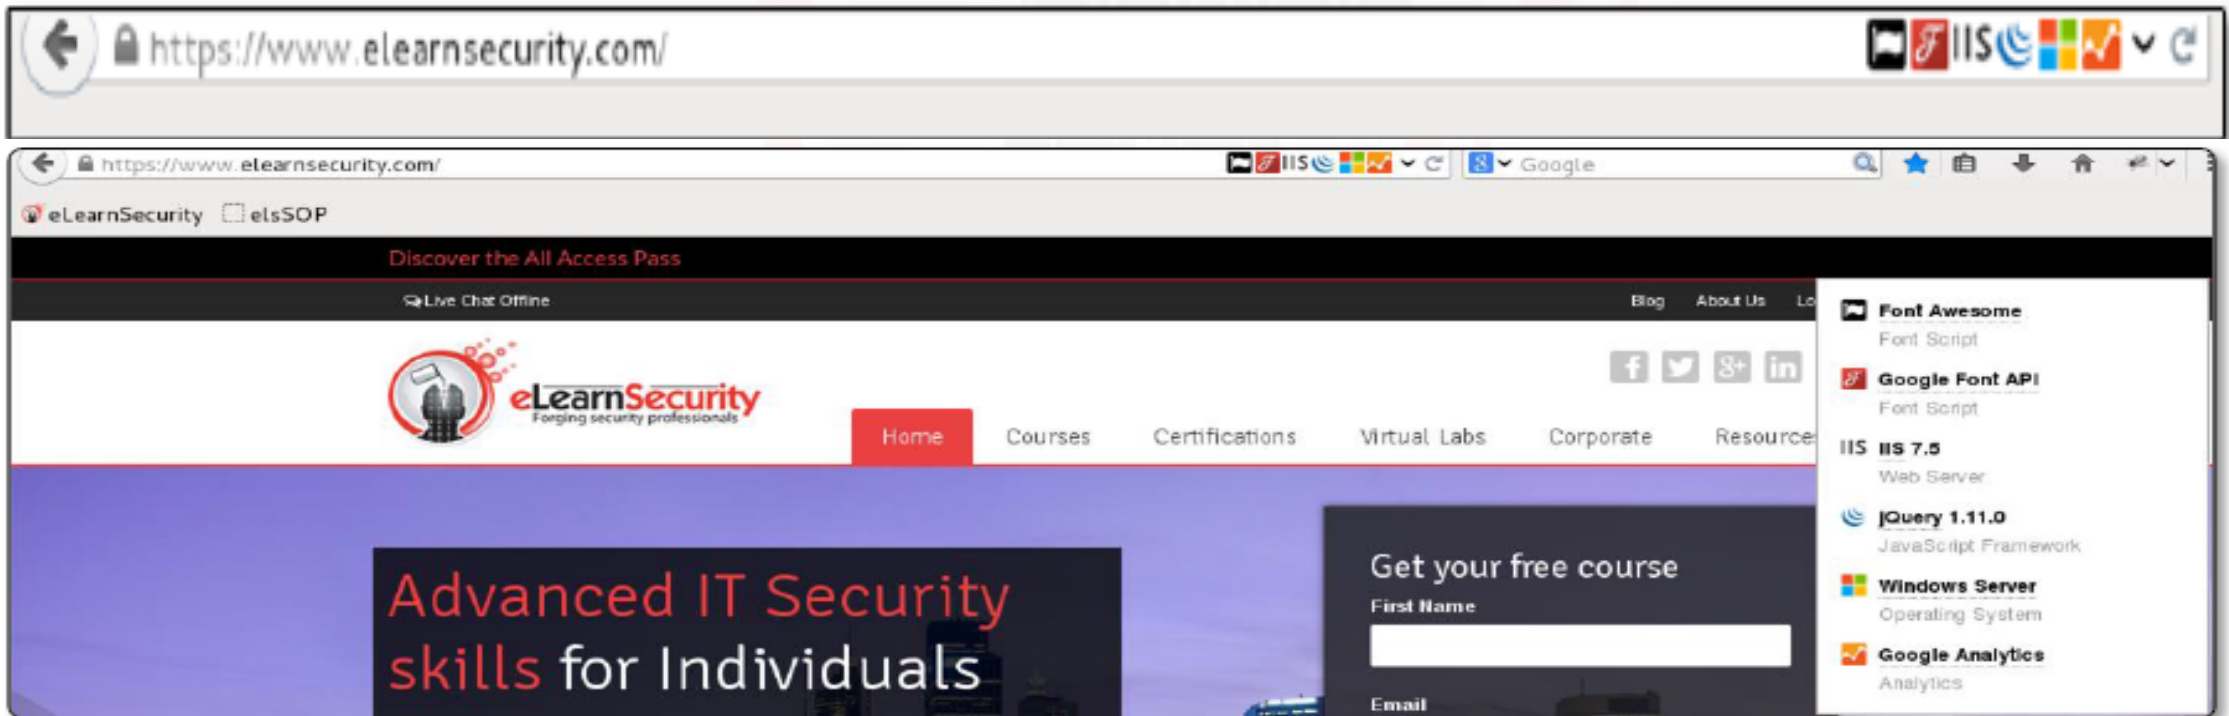 https://www.elearnsecurity.com/
IIS
https://www.elearnsecurity.com/
IIS
Google
eLearnSecurity elsSOP
Discover the All Access Pass
Live Chat Offline
Blog About Us Lo
eLearnSecurity
Forging security professionals
Home Courses Certifications Virtual Labs Corporate Resource
Font Awesome
Font Script
Google Font API
Font Script
IIS IIS 7.5
Web Server
jQuery 1.11.0
JavaScript Framework
Windows Server
Operating System
Google Analytics
Analytics
Advanced IT Security
skills for Individuals
Get your free course
First Name
Email